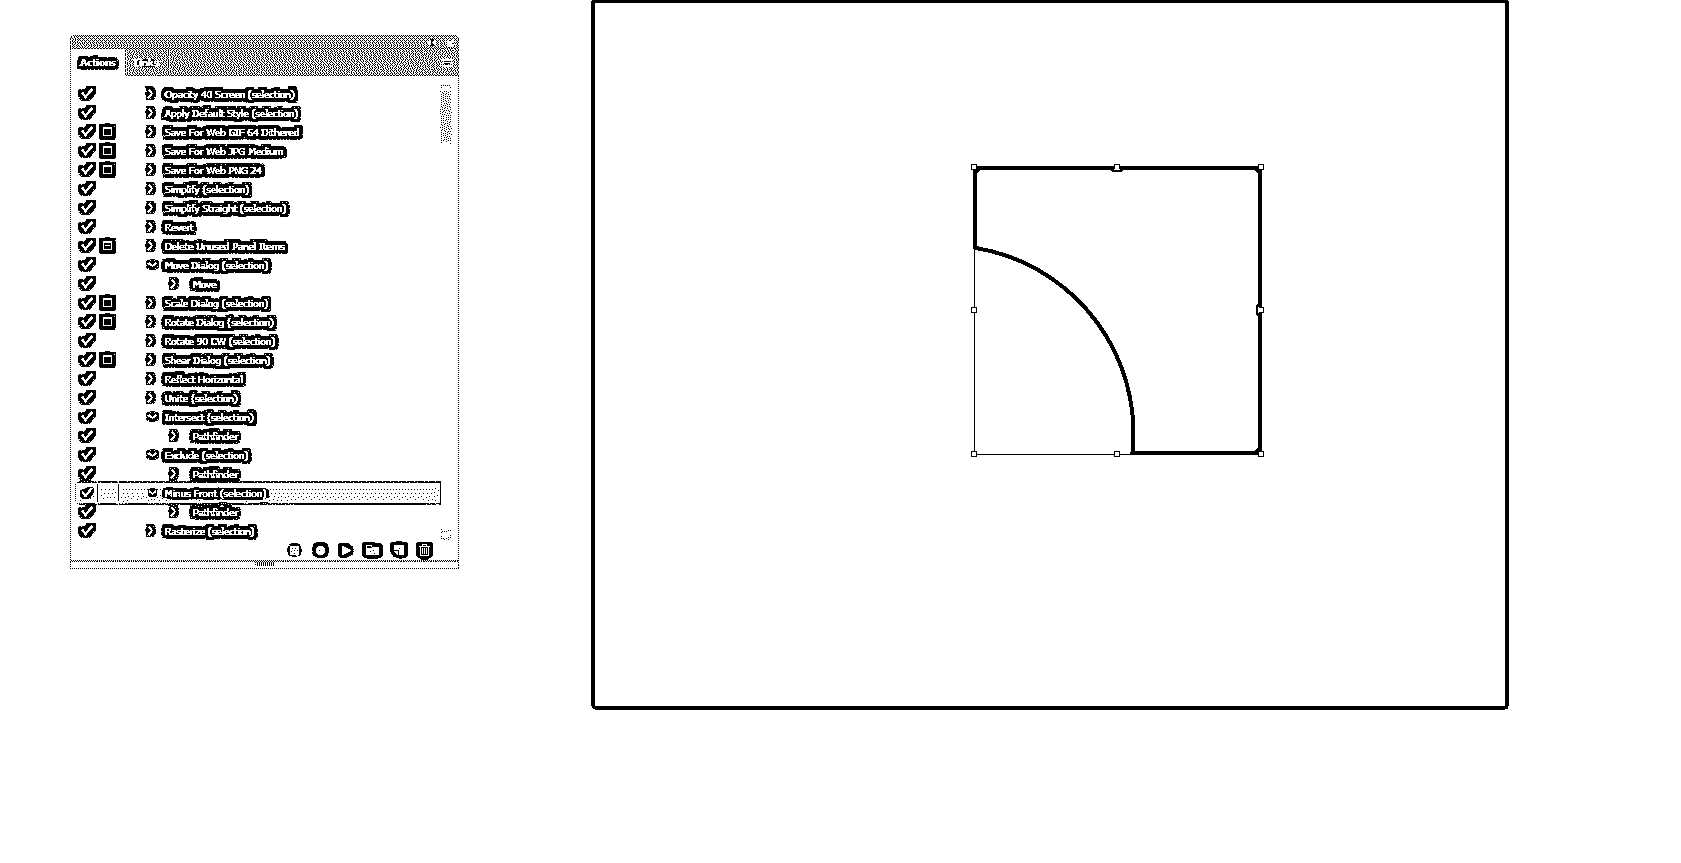 Actions Links
Opacity 40 Screen (selection)
Apply Default Style (selection)
Save For Web GIF 64 Dithered
Save For Web JPG Medium
Save For Web PNG 24
Simplify (selection)
Simplify Straight (selection)
Revert
Delete Unused Panel Items
Move Dialog (selection)
Move
Scale Dialog (selection)
Rotate Dialog (selection)
Rotate 90 CW (selection)
Shear Dialog (selection)
Reflect Horizontal
Unite (selection)
Intersect (selection)
Pathfinder
Exclude (selection)
Pathfinder
Minus Front (selection)
Pathfinder
Rasterize (selection)